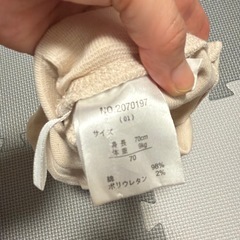 NO.2070197
(01)
サイズ
身長 70cm
体重 9kg
70
綿 98%
ポリウレタン 2%